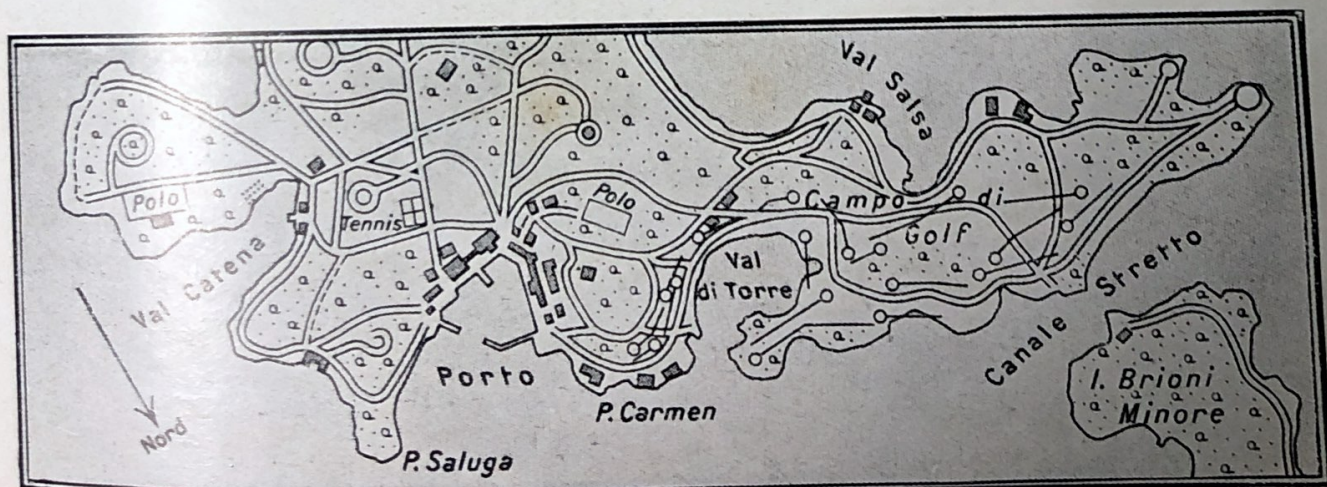 Val Salsa
Polo
Polo
Tennis
Campo di
Golf
Val Catena
Val
di Torre
Canale Stretto
Porto
I. Brioni
Minore
P. Carmen
Nord
P. Saluga